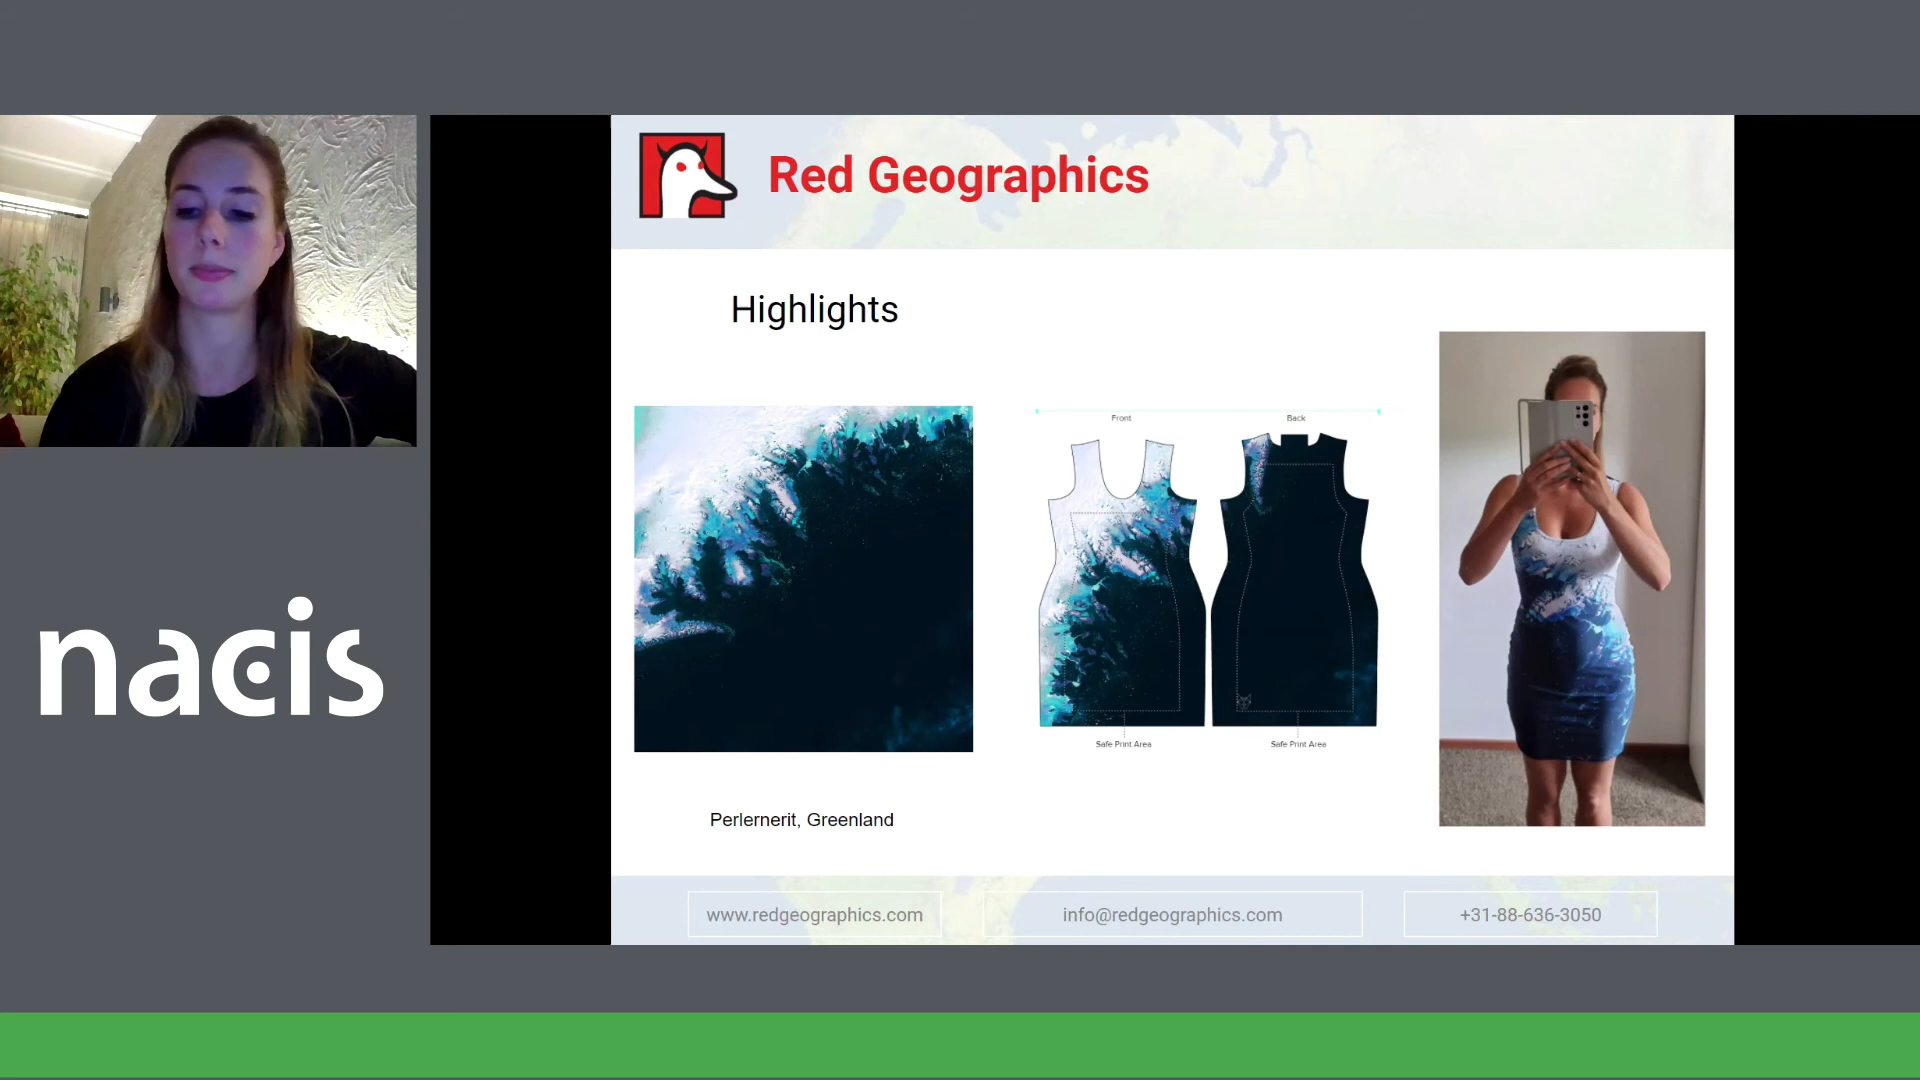 Red Geographics
Highlights
Front
Back
Safe Print Area
Safe Print Area
Perlernerit, Greenland
www.redgeographics.com
info@redgeographics.com
+31-88-636-3050
nacis